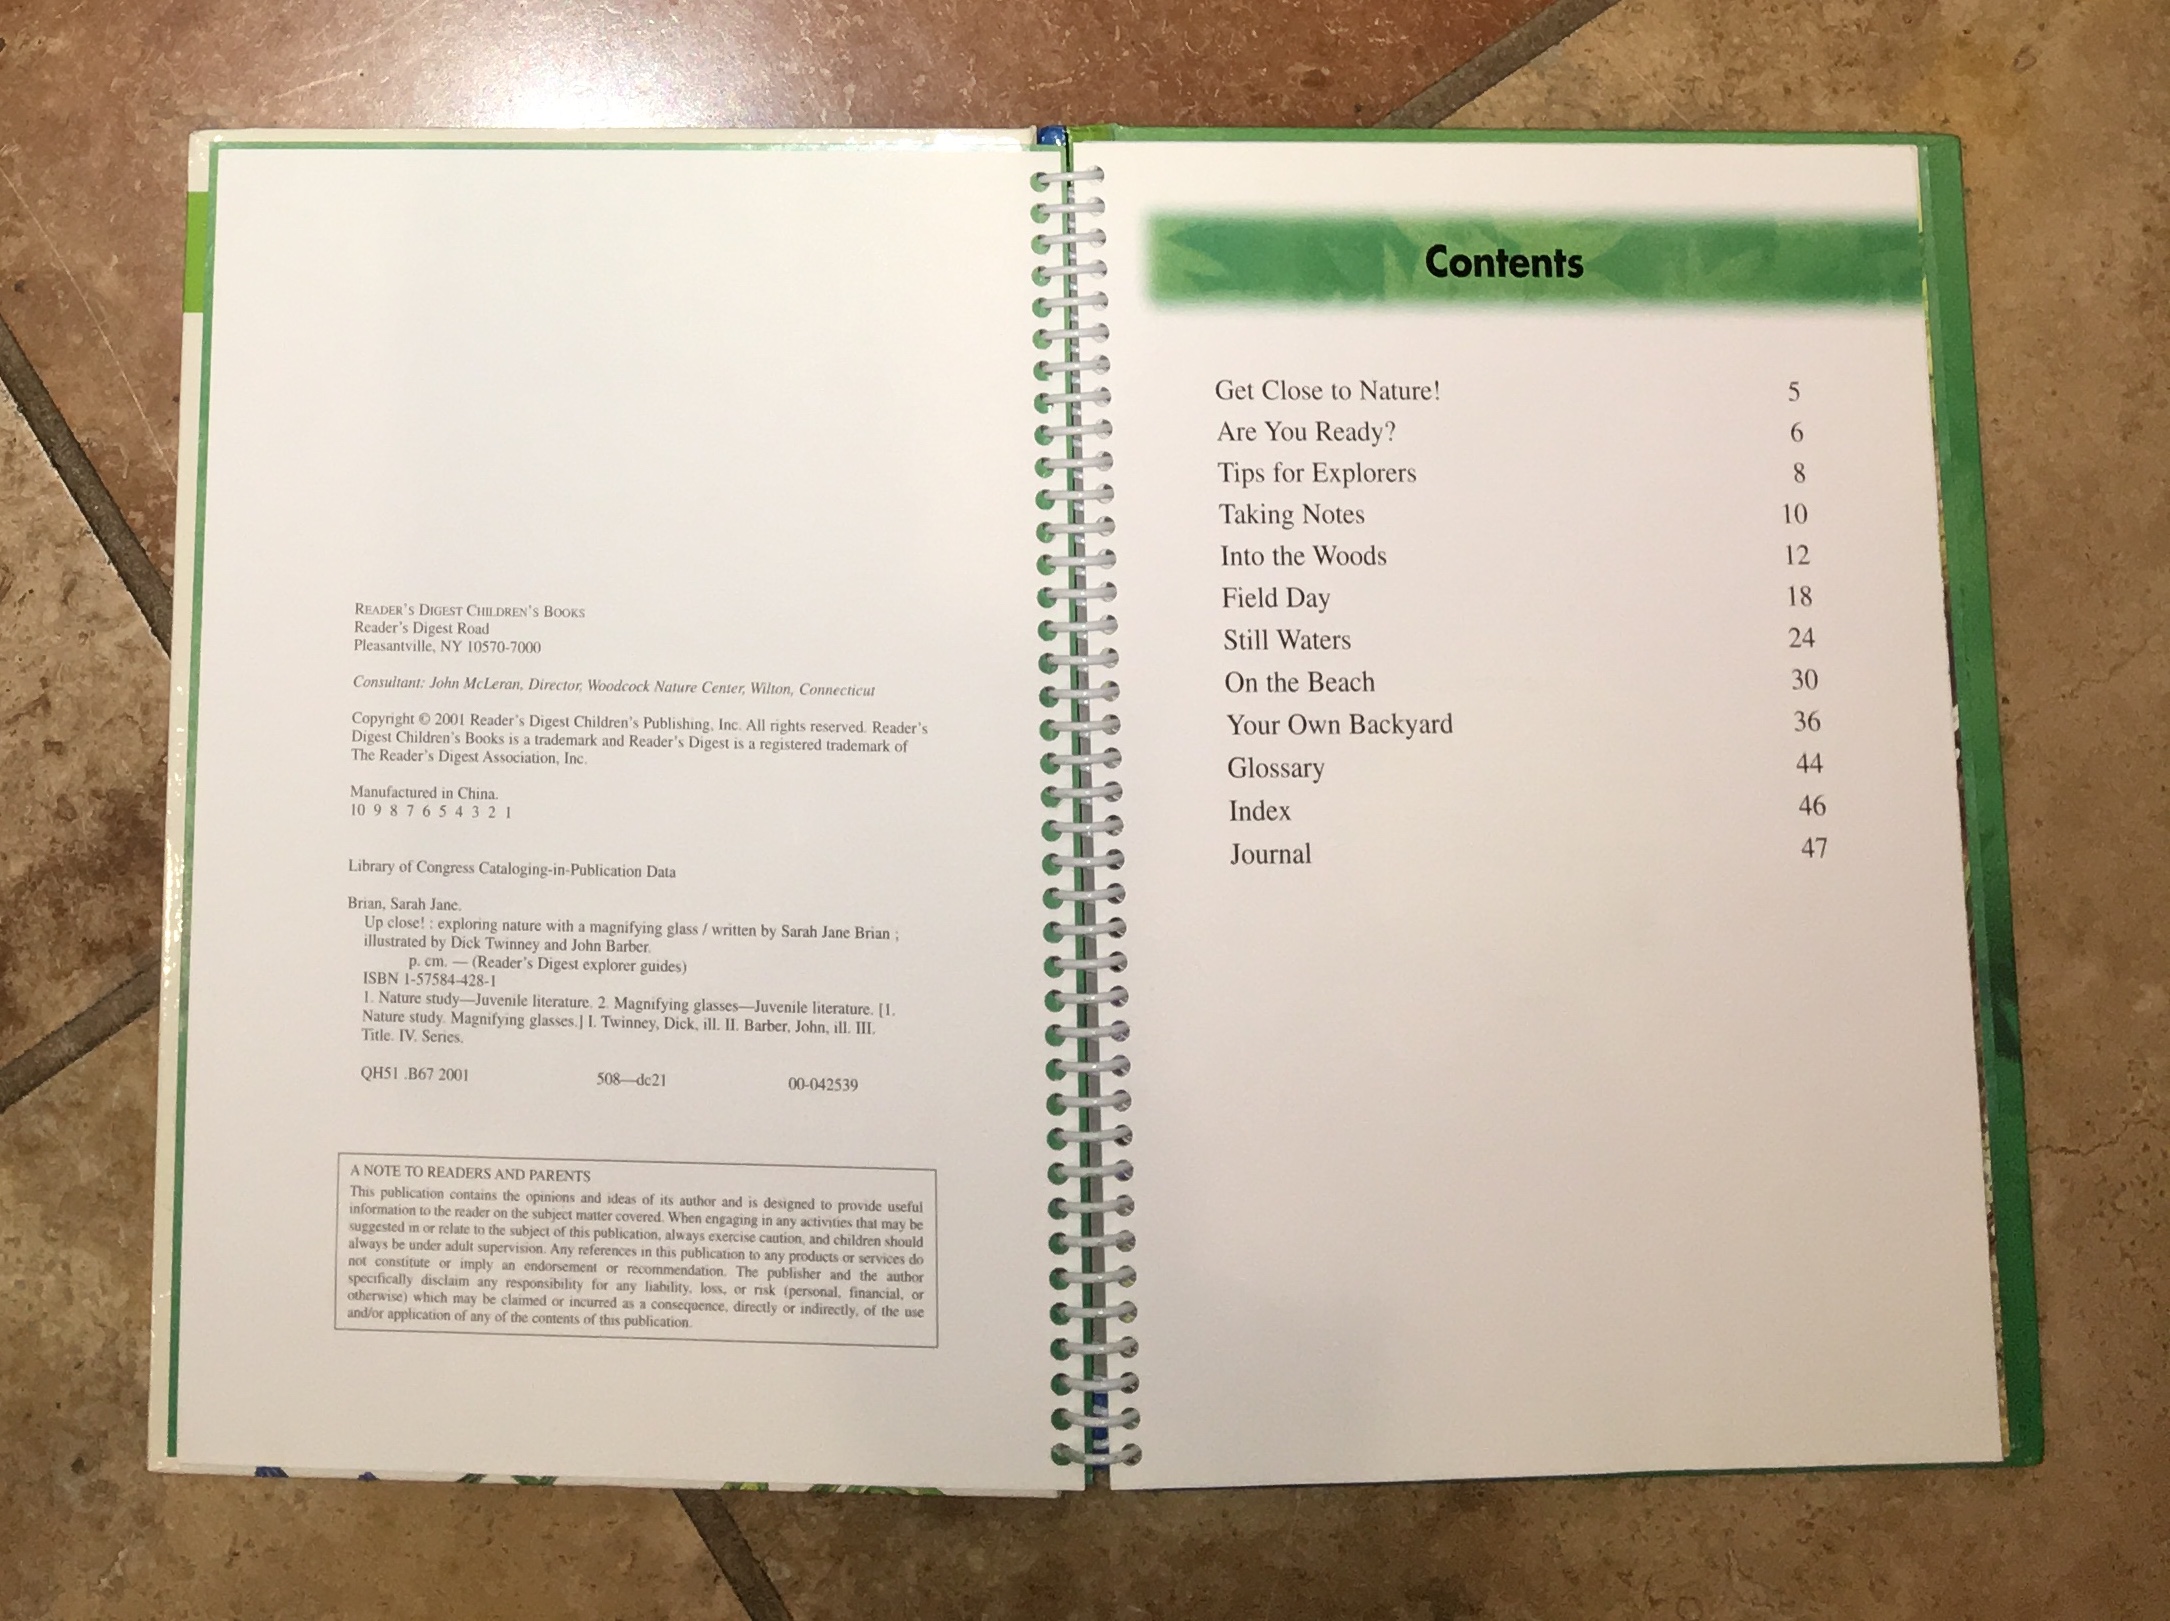 READER'S DIGEST CHILDREN'S BOOKS
Reader's Digest Road
Pleasantville, NY 10570-7000
Consultant: John McLeran, Director, Woodcock Nature Center, Wilton, Connecticut
Copyright © 2001 Reader's Digest Children's Publishing, Inc. All rights reserved. Reader's
Digest Children's Books is a trademark and Reader's Digest is a registered trademark of
The Reader's Digest Association, Inc.
Manufactured in China.
10 9 8 7 6 5 4 3 2 1
Library of Congress Cataloging-in-Publication Data
Brian, Sarah Jane.
Up close! : exploring nature with a magnifying glass / written by Sarah Jane Brian ;
illustrated by Dick Twinney and John Barber.
p. cm. — (Reader's Digest explorer guides)
ISBN 1-57584-428-1
1. Nature study—Juvenile literature. 2. Magnifying glasses—Juvenile literature. [1.
Nature study. Magnifying glasses.] I. Twinney, Dick, ill. II. Barber, John, ill. III.
Title. IV. Series.
QH51 .B67 2001 508—dc21 00-042539
A NOTE TO READERS AND PARENTS
This publication contains the opinions and ideas of its author and is designed to provide useful
information to the reader on the subject matter covered. When engaging in any activities that may be
suggested in or relate to the subject of this publication, always exercise caution, and children should
always be under adult supervision. Any references in this publication to any products or services do
not constitute or imply an endorsement or recommendation. The publisher and the author
specifically disclaim any responsibility for any liability, loss, or risk (personal, financial, or
otherwise) which may be claimed or incurred as a consequence, directly or indirectly, of the use
and/or application of any of the contents of this publication.
Contents
Get Close to Nature! 5
Are You Ready? 6
Tips for Explorers 8
Taking Notes 10
Into the Woods 12
Field Day 18
Still Waters 24
On the Beach 30
Your Own Backyard 36
Glossary 44
Index 46
Journal 47